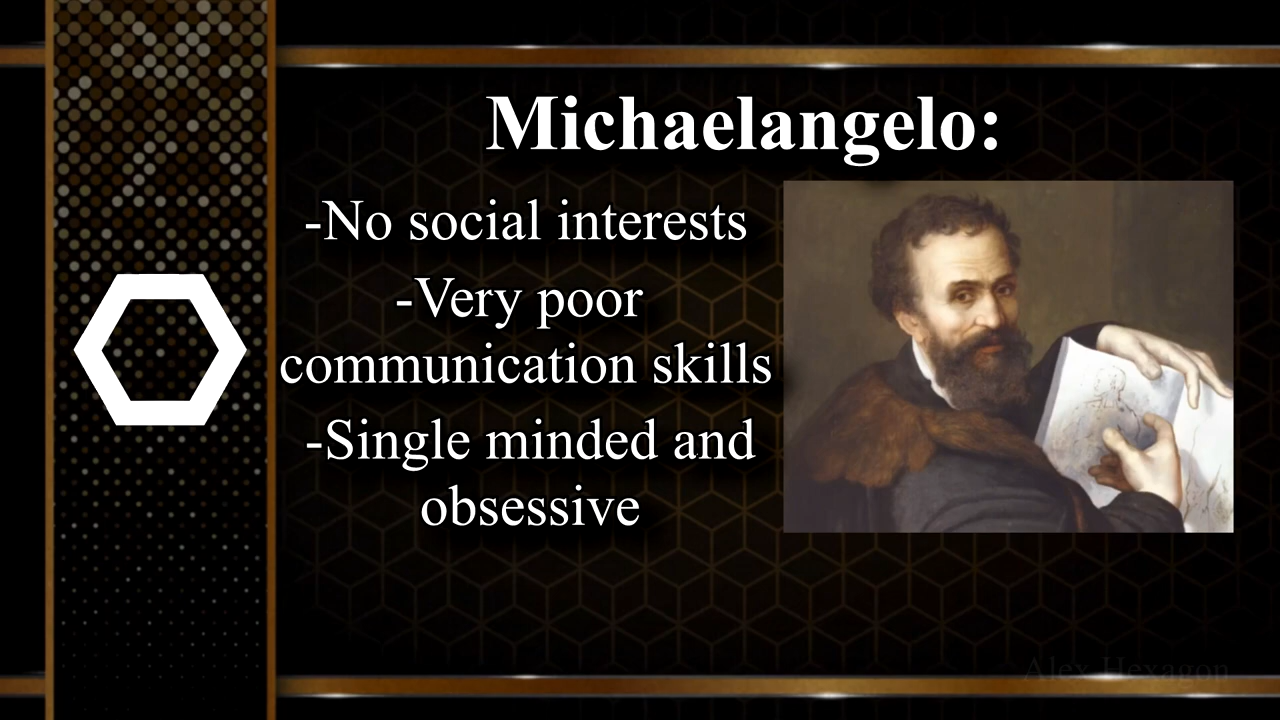 Michaelangelo:
-No social interests
-Very poor
communication skills
-Single minded and
obsessive
Alex Hexagon